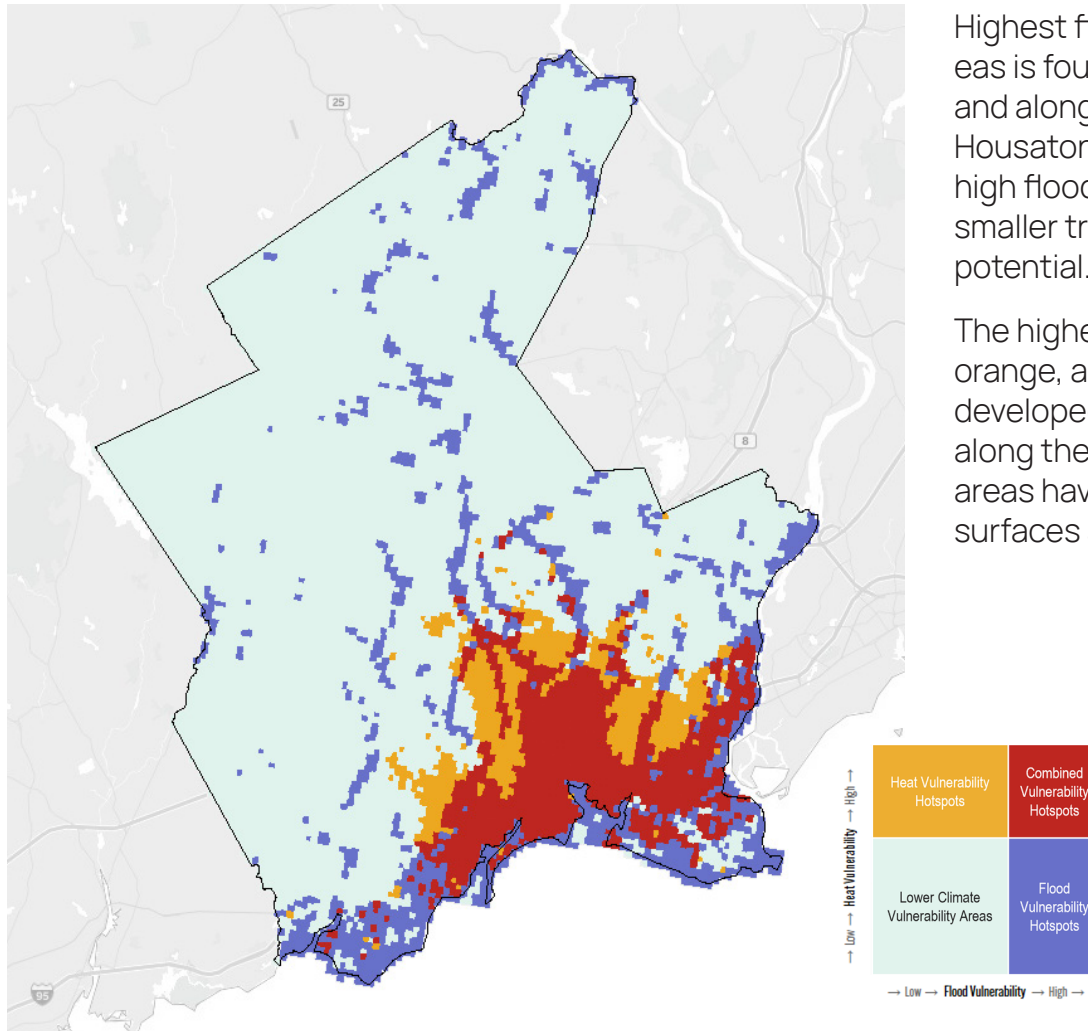 Highest f
eas is fou
and along
Housaton
high flood
smaller tr
potential.
The highe
orange, a
develope
along the
areas hav
surfaces
25
8
95
Heat Vulnerability
Hotspots
Combined
Vulnerability
Hotspots
Lower Climate
Vulnerability Areas
Flood
Vulnerability
Hotspots
→ Low → Heat Vulnerability → High →
→ Low → Flood Vulnerability → High →